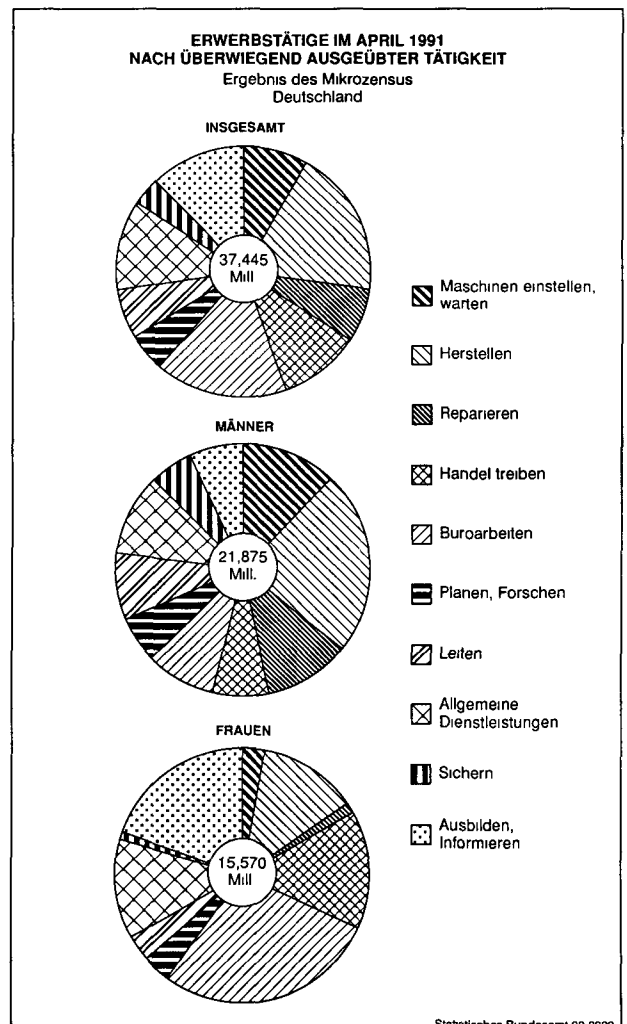 ERWERBSTÄTIGE IM APRIL 1991
NACH ÜBERWIEGEND AUSGEÜBTER TÄTIGKEIT
Ergebnis des Mikrozensus
Deutschland
INSGESAMT
37,445
Mill
MÄNNER
21,875
Mill.
FRAUEN
15,570
Mill
Maschinen einstellen,
warten
Herstellen
Reparieren
Handel treiben
Buroarbeiten
Planen, Forschen
Leiten
Allgemeine
Dienstleistungen
Sichern
Ausbilden,
Informieren
Statistisches Bundesamt